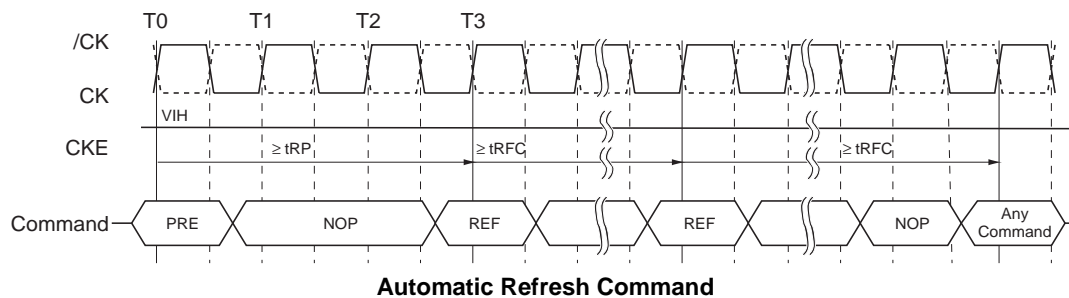 T0 T1 T2 T3
/CK
CK
VIH
CKE
≥ tRP ≥ tRFC ≥ tRFC
Command PRE NOP REF REF NOP Any Command
Automatic Refresh Command